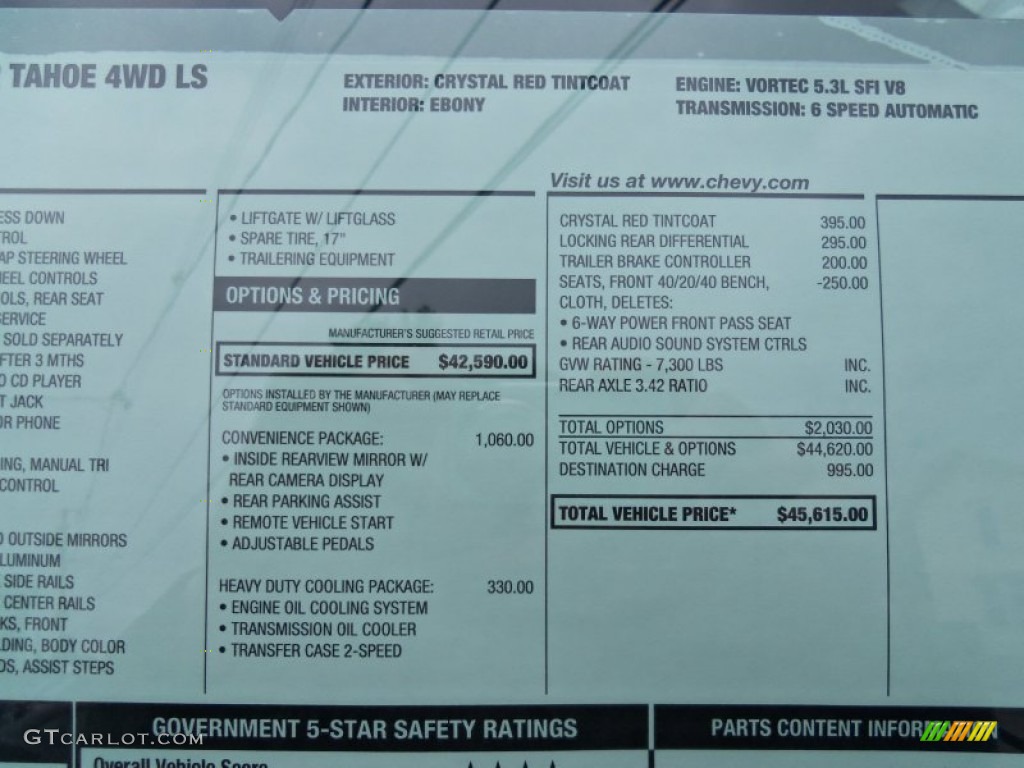 TAHOE 4WD LS
EXTERIOR: CRYSTAL RED TINTCOAT
INTERIOR: EBONY
ENGINE: VORTEC 5.3L SFI V8
TRANSMISSION: 6 SPEED AUTOMATIC
ESS DOWN
TROL
AP STEERING WHEEL
HEEL CONTROLS
OLS, REAR SEAT
SERVICE
SOLD SEPARATELY
AFTER 3 MTHS
CD PLAYER
T JACK
OR PHONE
ING, MANUAL TRI
CONTROL
OUTSIDE MIRRORS
LUMINUM
SIDE RAILS
CENTER RAILS
KS, FRONT
LDING, BODY COLOR
DS, ASSIST STEPS
• LIFTGATE W/ LIFTGLASS
• SPARE TIRE, 17"
• TRAILERING EQUIPMENT
OPTIONS & PRICING
MANUFACTURER'S SUGGESTED RETAIL PRICE
STANDARD VEHICLE PRICE $42,590.00
OPTIONS INSTALLED BY THE MANUFACTURER (MAY REPLACE
STANDARD EQUIPMENT SHOWN)
CONVENIENCE PACKAGE: 1,060.00
• INSIDE REARVIEW MIRROR W/
REAR CAMERA DISPLAY
• REAR PARKING ASSIST
• REMOTE VEHICLE START
• ADJUSTABLE PEDALS
HEAVY DUTY COOLING PACKAGE: 330.00
• ENGINE OIL COOLING SYSTEM
• TRANSMISSION OIL COOLER
• TRANSFER CASE 2-SPEED
Visit us at www.chevy.com
CRYSTAL RED TINTCOAT 395.00
LOCKING REAR DIFFERENTIAL 295.00
TRAILER BRAKE CONTROLLER 200.00
SEATS, FRONT 40/20/40 BENCH, -250.00
CLOTH, DELETES:
• 6-WAY POWER FRONT PASS SEAT
• REAR AUDIO SOUND SYSTEM CTRLS
GVW RATING - 7,300 LBS INC.
REAR AXLE 3.42 RATIO INC.
TOTAL OPTIONS $2,030.00
TOTAL VEHICLE & OPTIONS $44,620.00
DESTINATION CHARGE 995.00
TOTAL VEHICLE PRICE* $45,615.00
GOVERNMENT 5-STAR SAFETY RATINGS
Overall Vehicle Score
PARTS CONTENT INFOR
GTcarlot.com